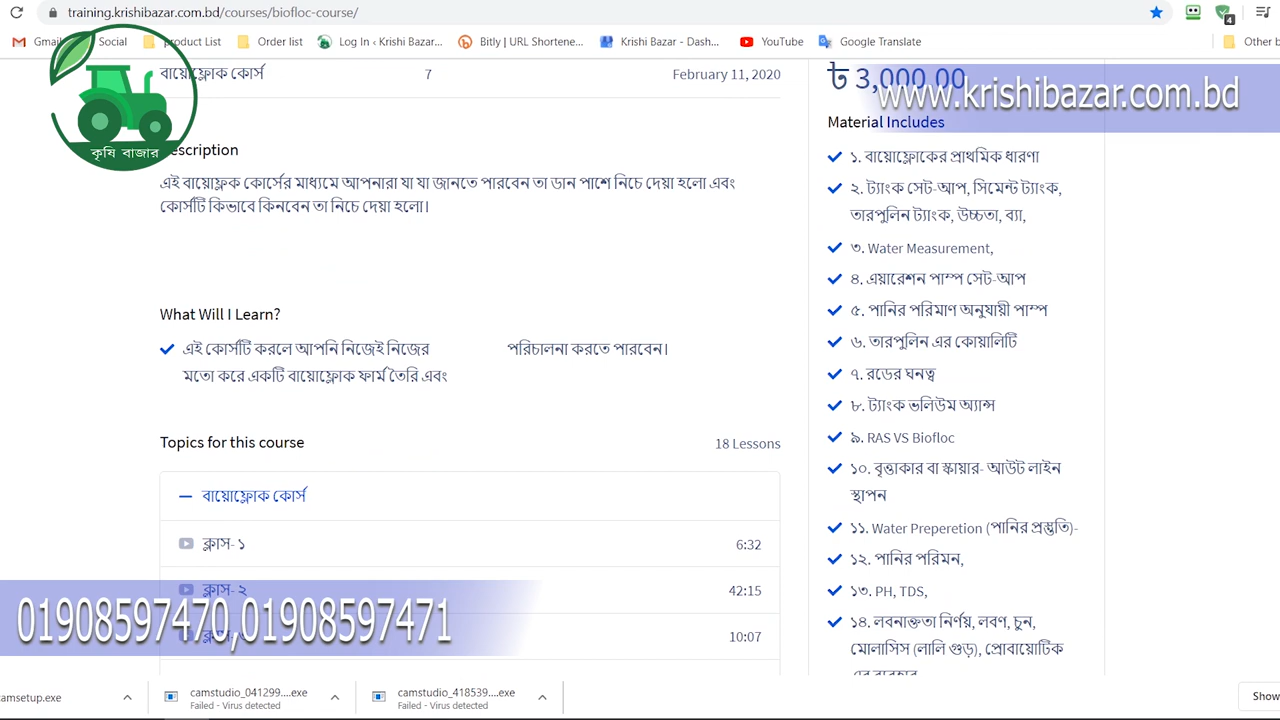 training.krishibazar.com.bd/courses/biofloc-course/
4
Gmail
Social
product List
Order list
Log In ‹ Krishi Bazar...
Bitly | URL Shortene...
Krishi Bazar - Dash...
YouTube
Google Translate
Other b
কৃষি বাজার
বায়োফ্লোক কোর্স
7
February 11, 2020
৳ 3,000.00
www.krishibazar.com.bd
Description
এই বায়োফ্লক কোর্সের মাধ্যমে আপনারা যা যা জানতে পারবেন তা ডান পাশে নিচে দেয়া হলো এবং
কোর্সটি কিভাবে কিনবেন তা নিচে দেয়া হলো।
What Will I Learn?
এই কোর্সটি করলে আপনি নিজেই নিজের
মতো করে একটি বায়োফ্লোক ফার্ম তৈরি এবং
পরিচালনা করতে পারবেন।
Topics for this course
18 Lessons
বায়োফ্লোক কোর্স
ক্লাস- ১
6:32
ক্লাস- ২
42:15
10:07
01908597470,01908597471
Material Includes
১. বায়োফ্লোকের প্রাথমিক ধারণা
২. ট্যাংক সেট-আপ, সিমেন্ট ট্যাংক,
তারপুলিন ট্যাংক, উচ্চতা, ব্যা,
৩. Water Measurement,
৪. এয়ারেশন পাম্প সেট-আপ
৫. পানির পরিমাণ অনুযায়ী পাম্প
৬. তারপুলিন এর কোয়ালিটি
৭. রডের ঘনত্ব
৮. ট্যাংক ভলিউম অ্যান্স
৯. RAS VS Biofloc
১০. বৃত্তাকার বা স্কায়ার- আউট লাইন
স্থাপন
১১. Water Preperetion (পানির প্রস্তুতি)-
১২. পানির পরিমন,
১৩. PH, TDS,
১৪. লবনাক্ততা নির্ণয়, লবণ, চুন,
মোলাসিস (লালি গুড়), প্রোবায়োটিক
camsetup.exe
camstudio_041299....exe
Failed - Virus detected
camstudio_418539....exe
Failed - Virus detected
Show